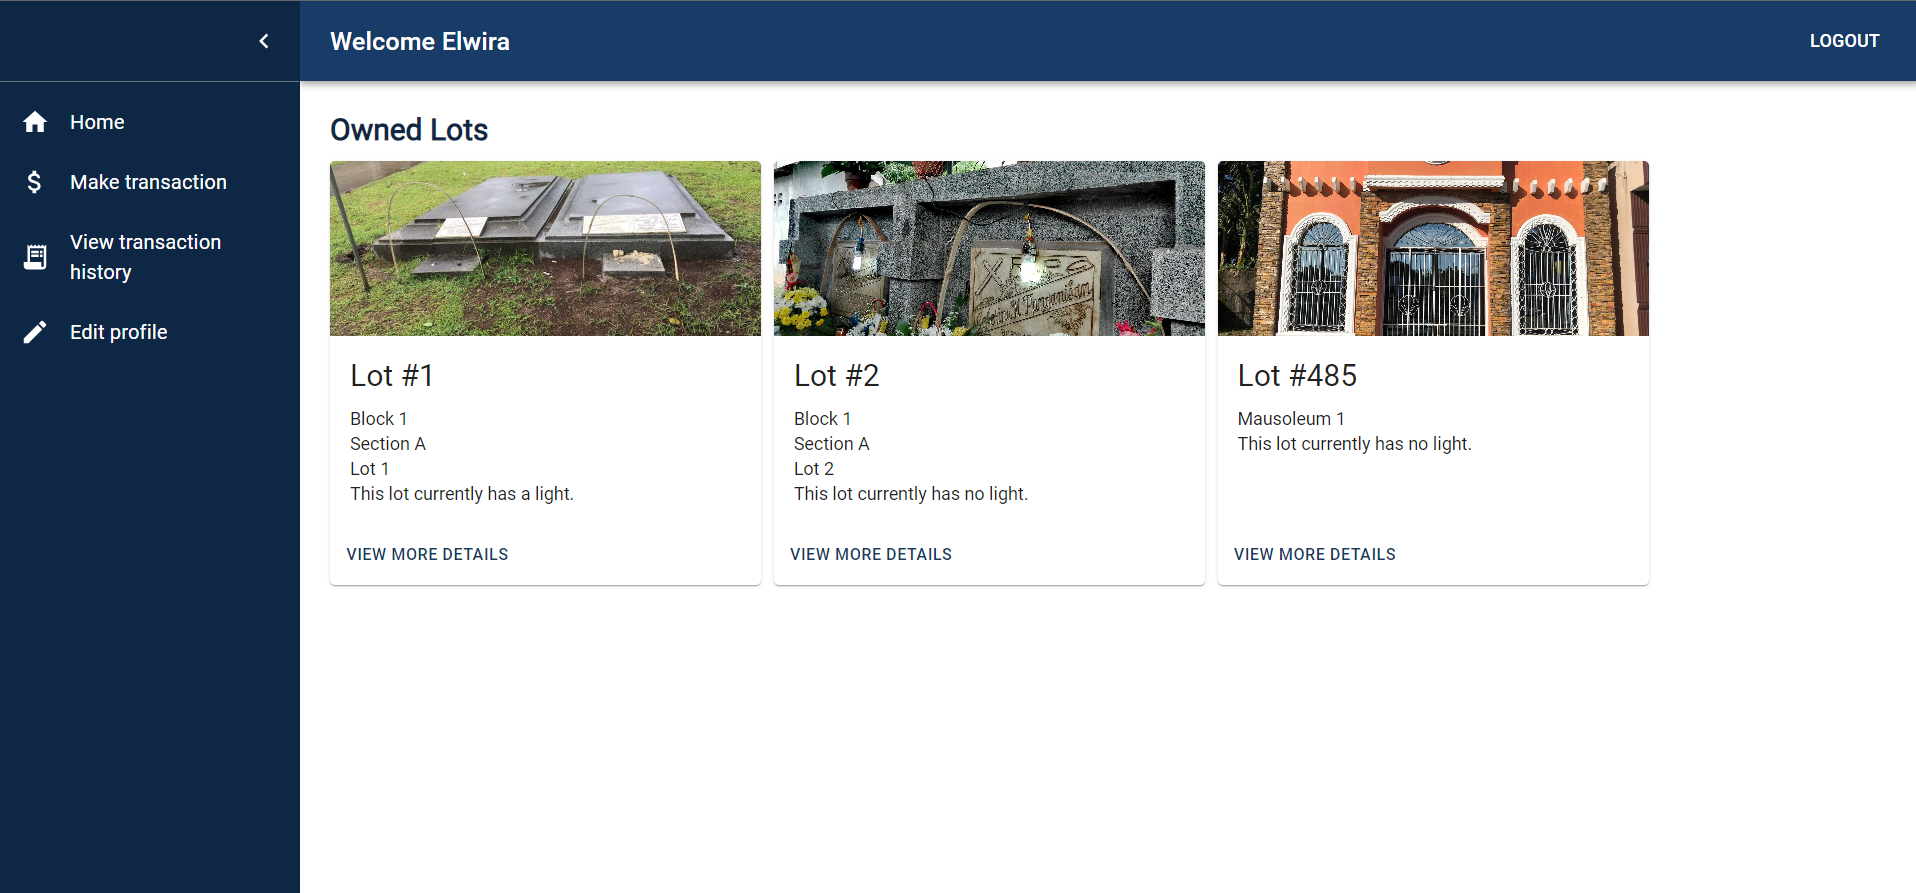 Welcome Elwira
LOGOUT
Home
Make transaction
View transaction
history
Edit profile
Owned Lots
Lot #1
Block 1
Section A
Lot 1
This lot currently has a light.
VIEW MORE DETAILS
Lot #2
Block 1
Section A
Lot 2
This lot currently has no light.
VIEW MORE DETAILS
Lot #485
Mausoleum 1
This lot currently has no light.
VIEW MORE DETAILS